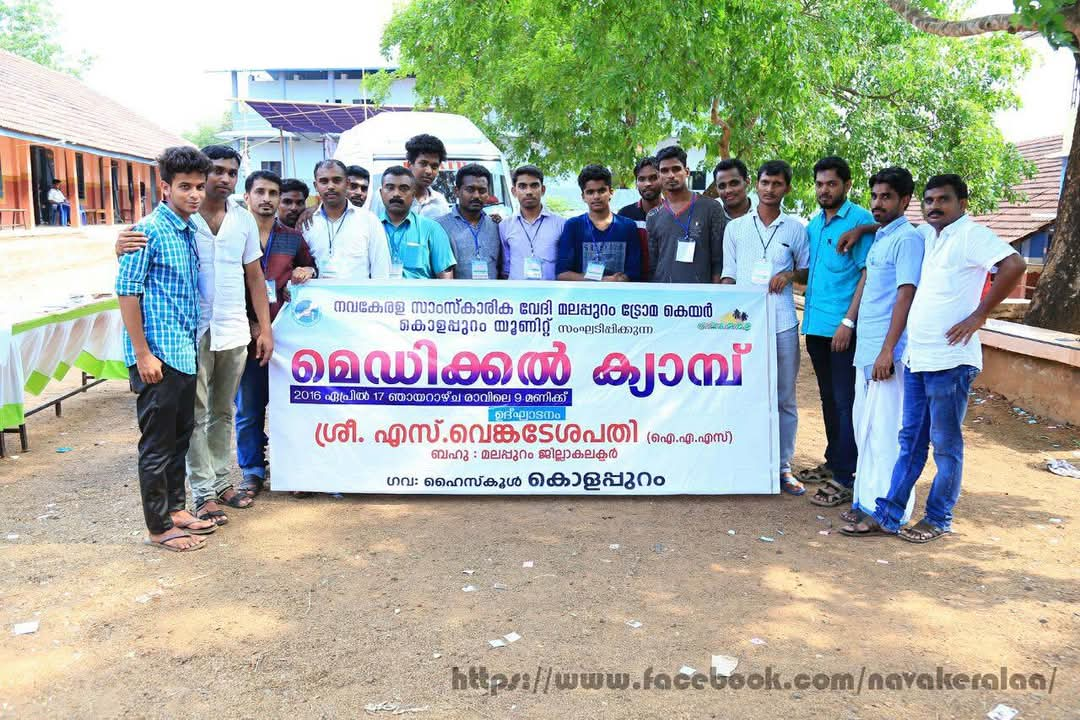 നവകേരള സാംസ്കാരിക വേദി മലപ്പുറം ട്രോമ കെയർ
കൊളപ്പുറം യൂണിറ്റ് സംഘടിപ്പിക്കുന്ന
മെഡിക്കൽ ക്യാമ്പ്
2016 ഏപ്രിൽ 17 ഞായറാഴ്ച രാവിലെ 9 മണിക്ക്
ഉദ്ഘാടനം
ശ്രീ. എസ്.വെങ്കടേശപതി (ഐ.എ.എസ്)
ബഹു : മലപ്പുറം ജില്ലാകലക്ടർ
ഗവ: ഹൈസ്കൂൾ കൊളപ്പുറം
https://www.facebook.com/navakeralaa/